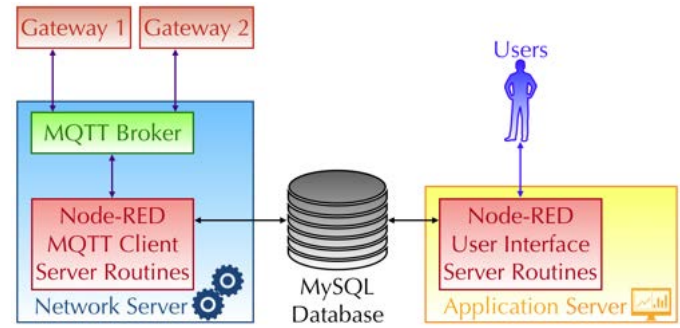 Gateway 1
Gateway 2
Users
MQTT Broker
Node-RED
MQTT Client
Server Routines
Network Server
MySQL
Database
Node-RED
User Interface
Server Routines
Application Server